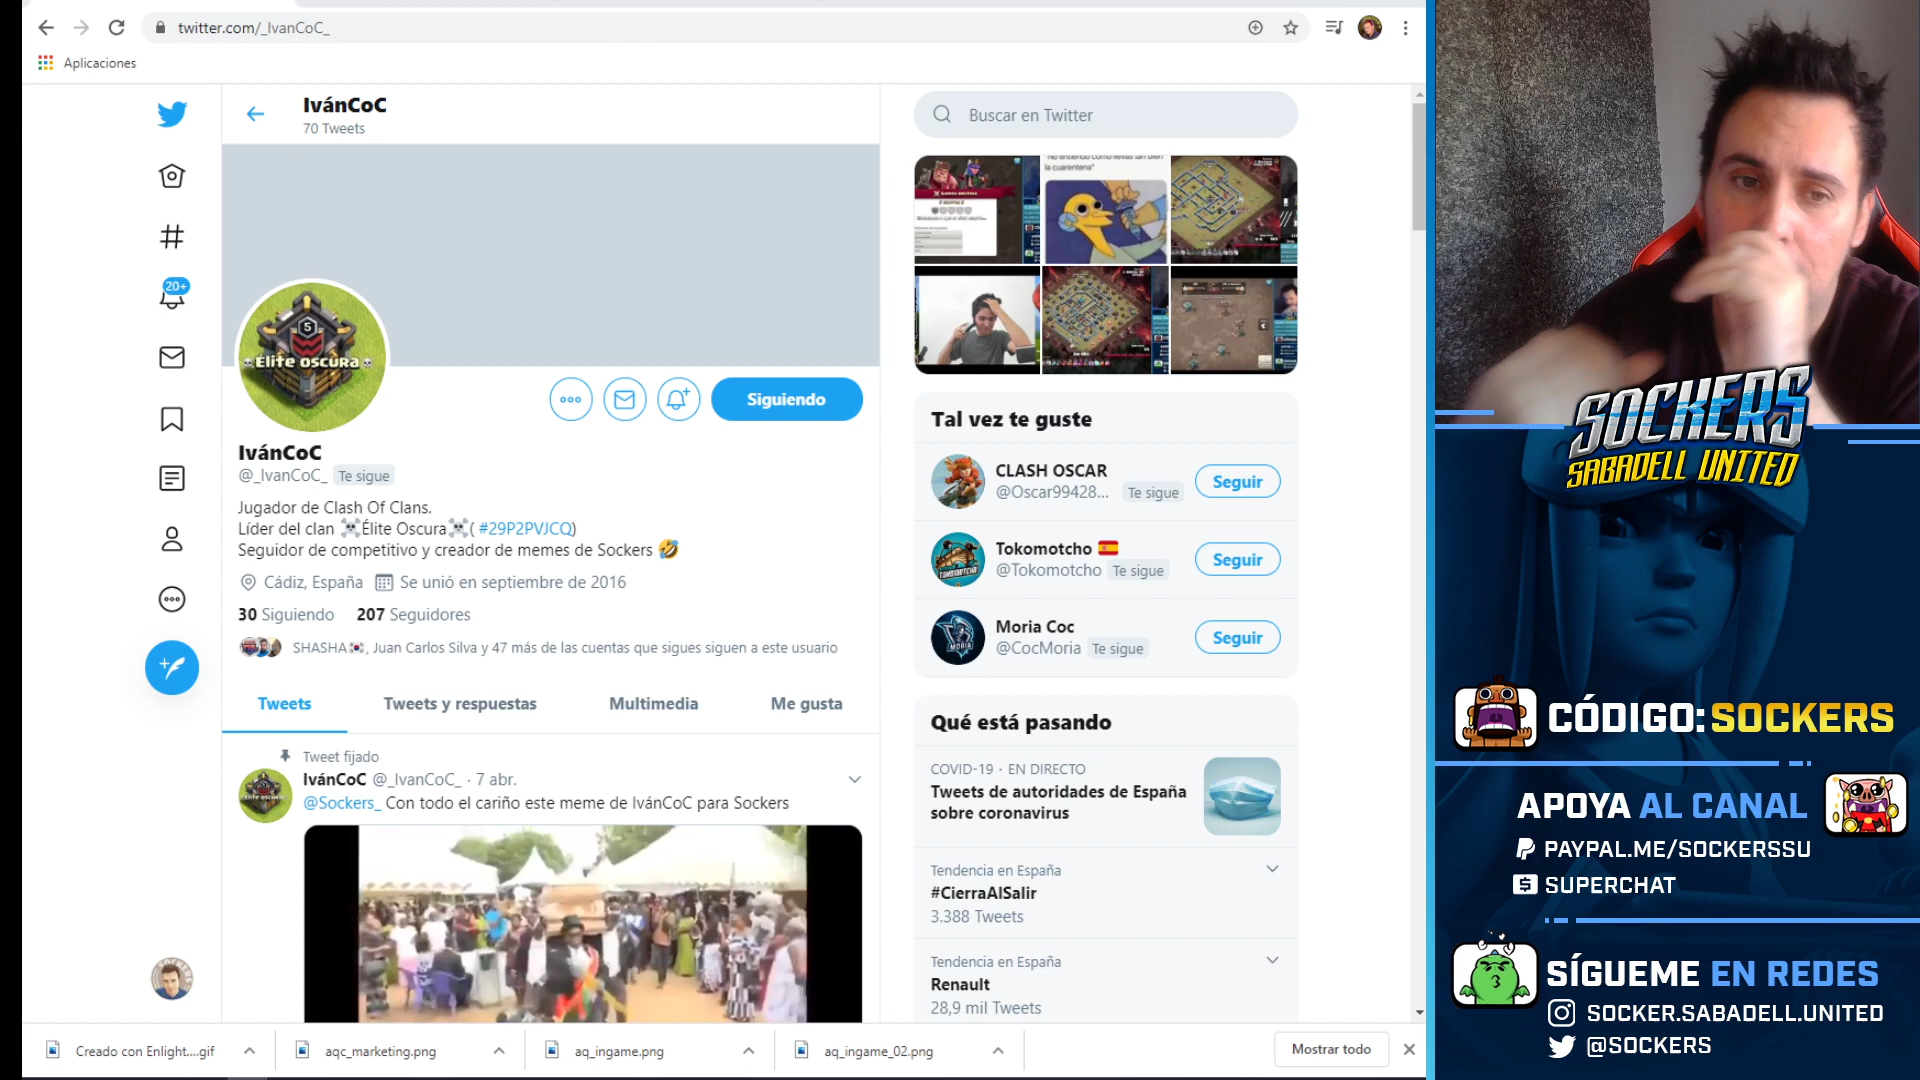 twitter.com/_IvanCoC_
Aplicaciones
IvánCoC
70 Tweets
Buscar en Twitter
20+
la cuarentena"
5
Élite oscura
Siguiendo
IvánCoC
@_IvanCoC_ Te sigue
Jugador de Clash Of Clans.
Líder del clan ☠️Élite Oscura☠️( #29P2PVJCQ)
Seguidor de competitivo y creador de memes de Sockers 🤣
Cádiz, España Se unió en septiembre de 2016
30 Siguiendo 207 Seguidores
SHASHA🇰🇷, Juan Carlos Silva y 47 más de las cuentas que sigues siguen a este usuario
Tweets Tweets y respuestas Multimedia Me gusta
Tweet fijado
IvánCoC @_IvanCoC_ · 7 abr.
@Sockers_ Con todo el cariño este meme de IvánCoC para Sockers
Tal vez te guste
CLASH OSCAR
@Oscar99428... Te sigue
Seguir
Tokomotcho 🇪🇸
@Tokomotcho Te sigue
Seguir
Moria Coc
@CocMoria Te sigue
Seguir
Qué está pasando
COVID-19 · EN DIRECTO
Tweets de autoridades de España
sobre coronavirus
Tendencia en España
#CierraAlSalir
3.388 Tweets
Tendencia en España
Renault
28,9 mil Tweets
Creado con Enlight....gif
aqc_marketing.png
aq_ingame.png
aq_ingame_02.png
Mostrar todo
SOCKERS
SABADELL UNITED
CÓDIGO: SOCKERS
APOYA AL CANAL
PAYPAL.ME/SOCKERSSU
SUPERCHAT
SÍGUEME EN REDES
SOCKER.SABADELL.UNITED
@SOCKERS